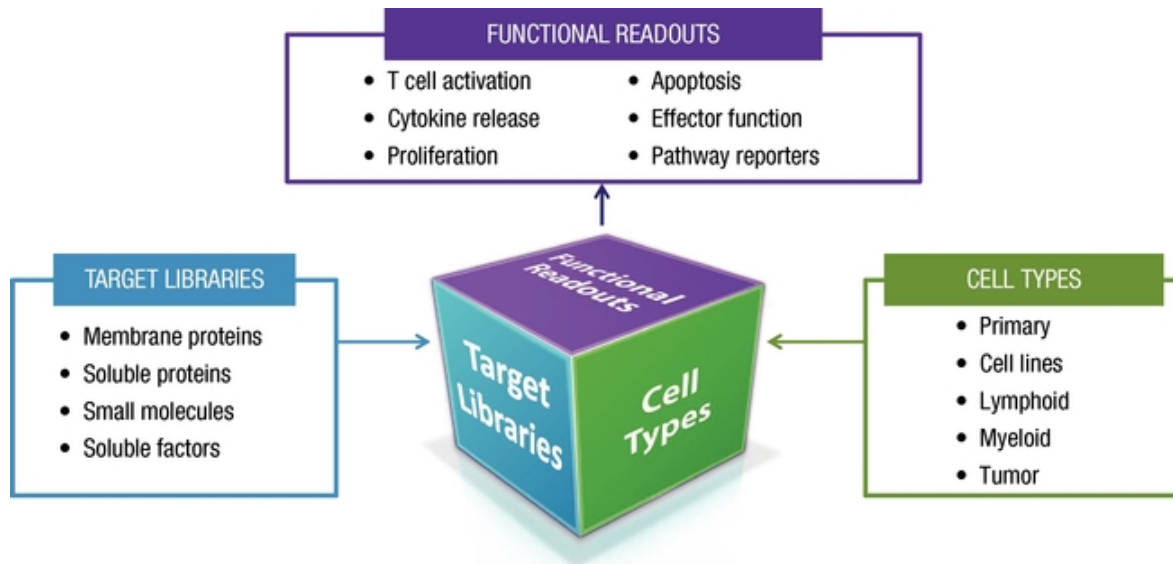 FUNCTIONAL READOUTS
• T cell activation
• Cytokine release
• Proliferation
• Apoptosis
• Effector function
• Pathway reporters
TARGET LIBRARIES
• Membrane proteins
• Soluble proteins
• Small molecules
• Soluble factors
Functional
Readouts
Target
Libraries
Cell
Types
CELL TYPES
• Primary
• Cell lines
• Lymphoid
• Myeloid
• Tumor